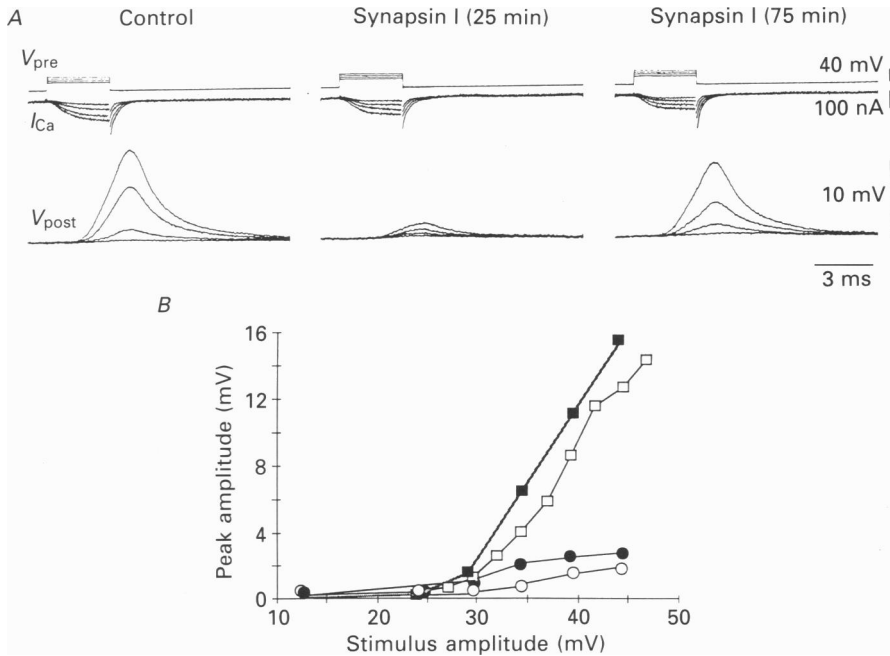 A
Control
Synapsin I (25 min)
Synapsin I (75 min)
Vpre
40 mV
ICa
100 nA
Vpost
10 mV
3 ms
B
16
12
8
4
0
Peak amplitude (mV)
10 20 30 40 50
Stimulus amplitude (mV)